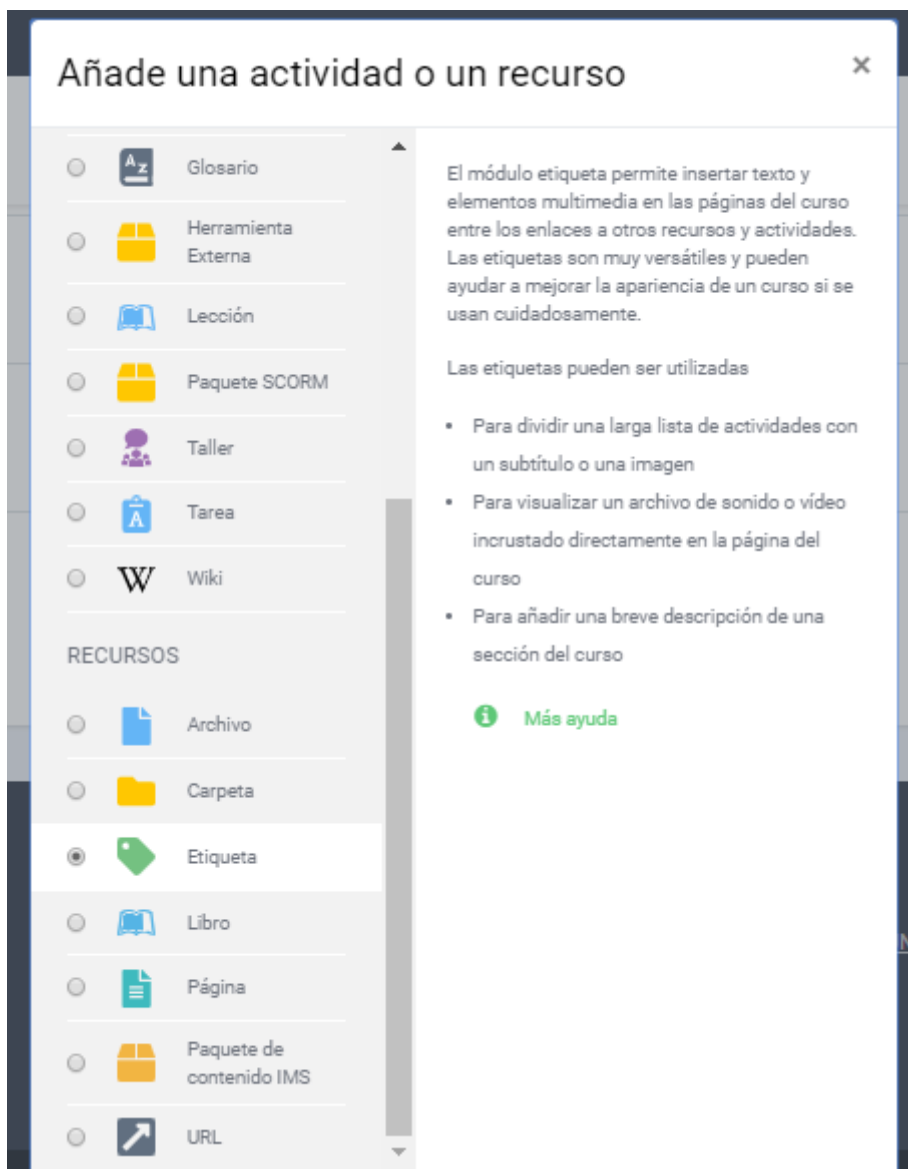 Añade una actividad o un recurso
×
Glosario
Herramienta
Externa
Lección
Paquete SCORM
Taller
Tarea
Wiki
RECURSOS
Archivo
Carpeta
Etiqueta
Libro
Página
Paquete de
contenido IMS
URL
El módulo etiqueta permite insertar texto y
elementos multimedia en las páginas del curso
entre los enlaces a otros recursos y actividades.
Las etiquetas son muy versátiles y pueden
ayudar a mejorar la apariencia de un curso si se
usan cuidadosamente.
Las etiquetas pueden ser utilizadas
• Para dividir una larga lista de actividades con
un subtítulo o una imagen
• Para visualizar un archivo de sonido o vídeo
incrustado directamente en la página del
curso
• Para añadir una breve descripción de una
sección del curso
Más ayuda